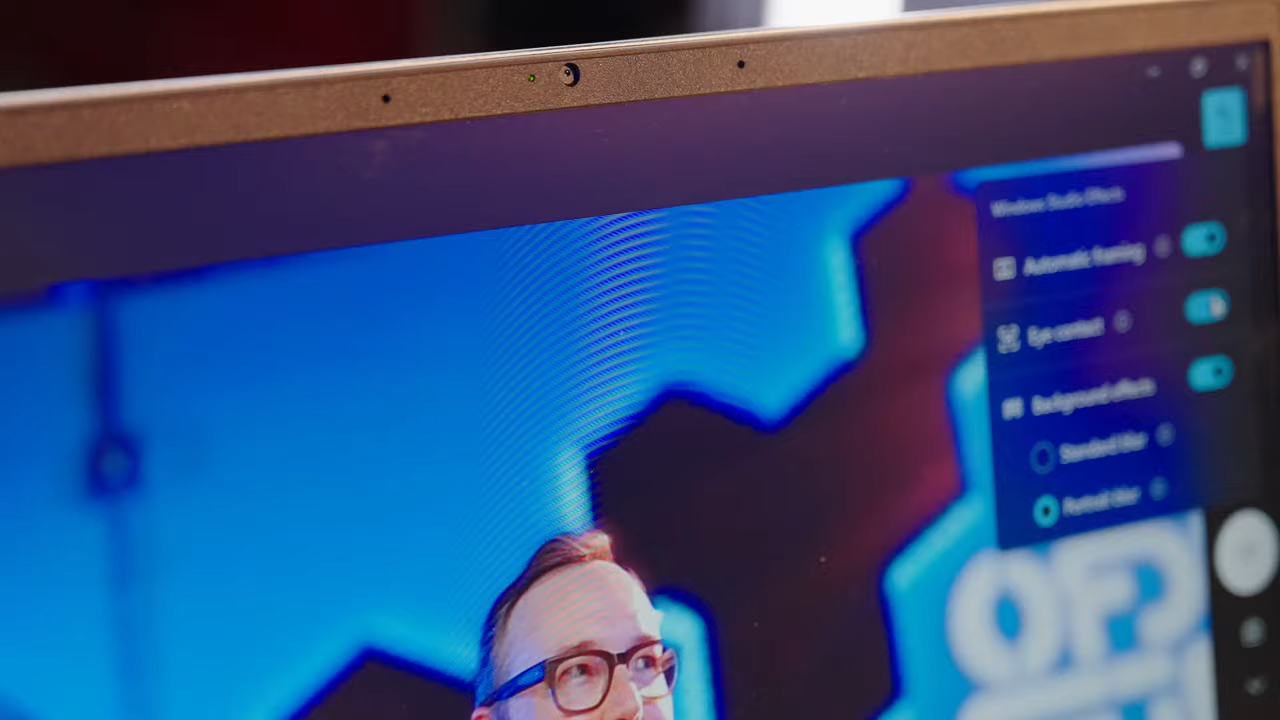 Windows Studio Effects
Automatic framing
Eye contact
Background effects
Standard blur
Portrait blur